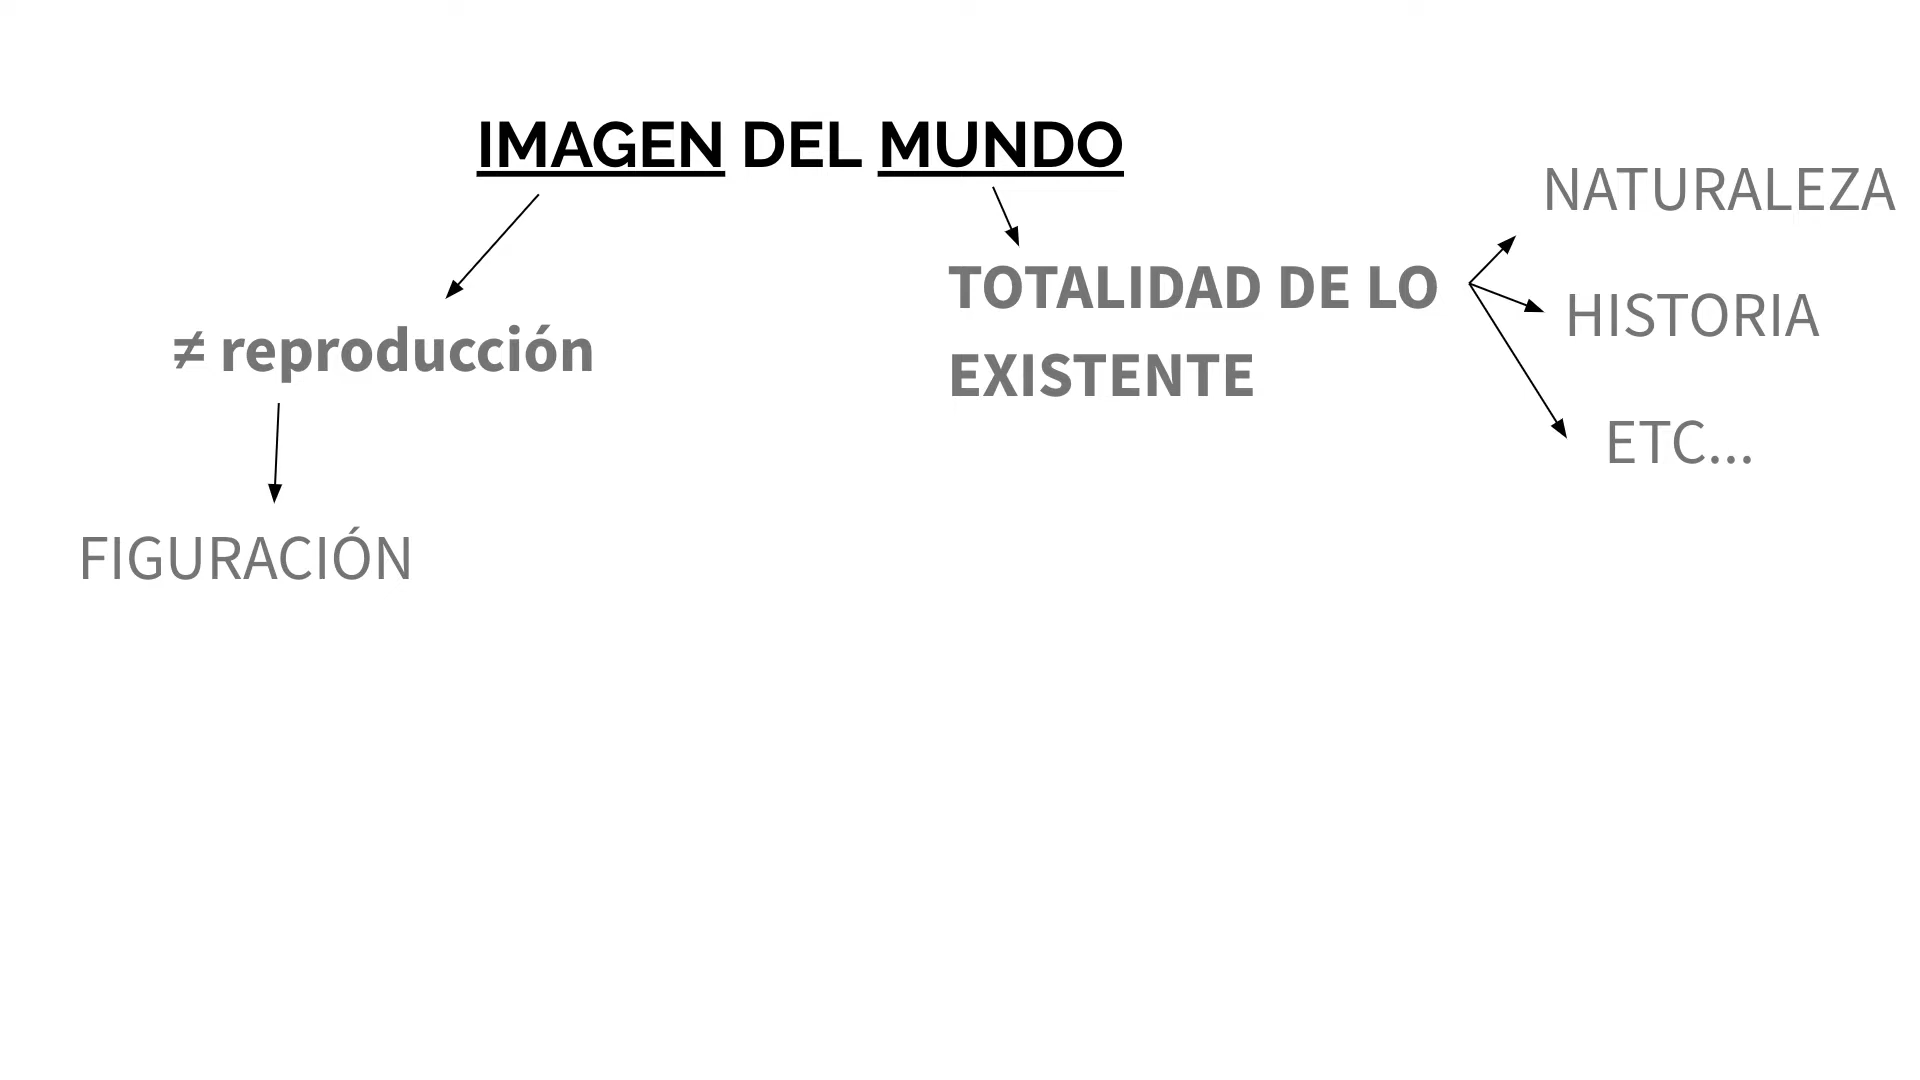 IMAGEN DEL MUNDO
≠ reproducción
FIGURACIÓN
TOTALIDAD DE LO
EXISTENTE
NATURALEZA
HISTORIA
ETC...